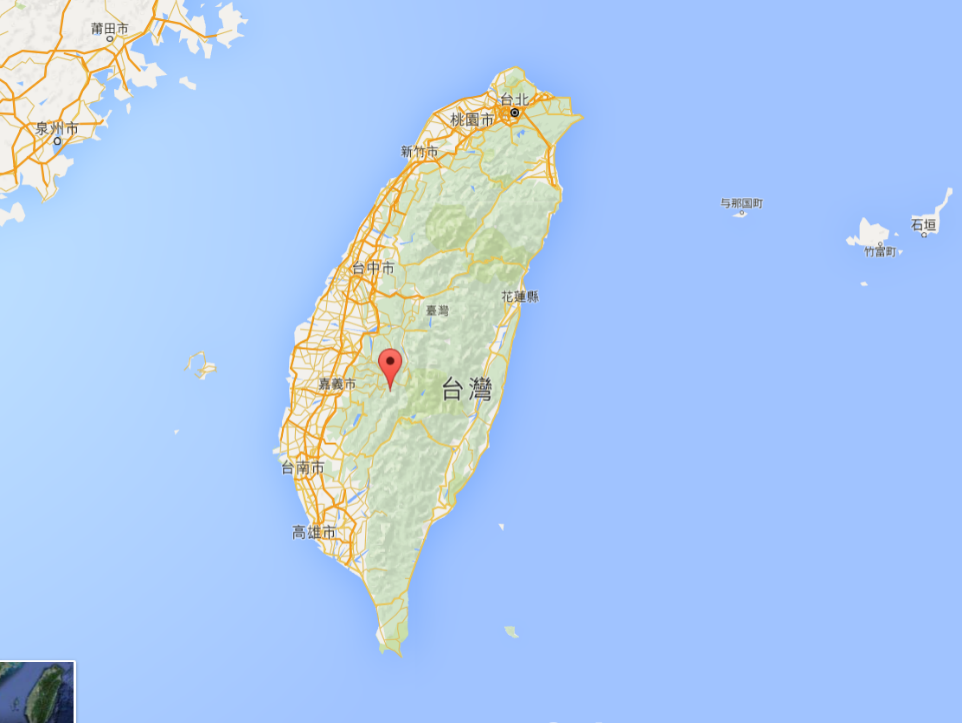 莆田市
泉州市
台北
桃園市
新竹市
与那国町
石垣
竹富町
台中市
花蓮縣
臺灣
嘉義市
台灣
台南市
高雄市